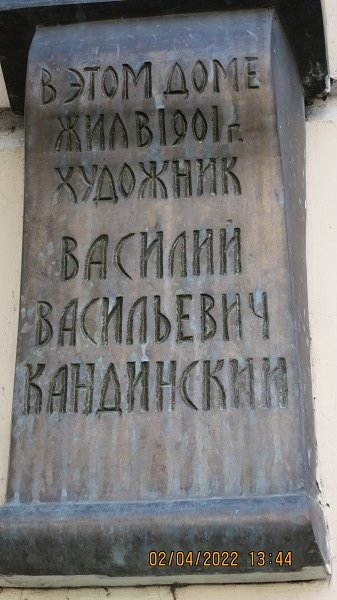 В ЭТОМ ДОМЕ
ЖИЛ В 1901 г.
ХУДОЖНИК
ВАСИЛИЙ
ВАСИЛЬЕВИЧ
КАНДИНСКИЙ
02/04/2022 13:44